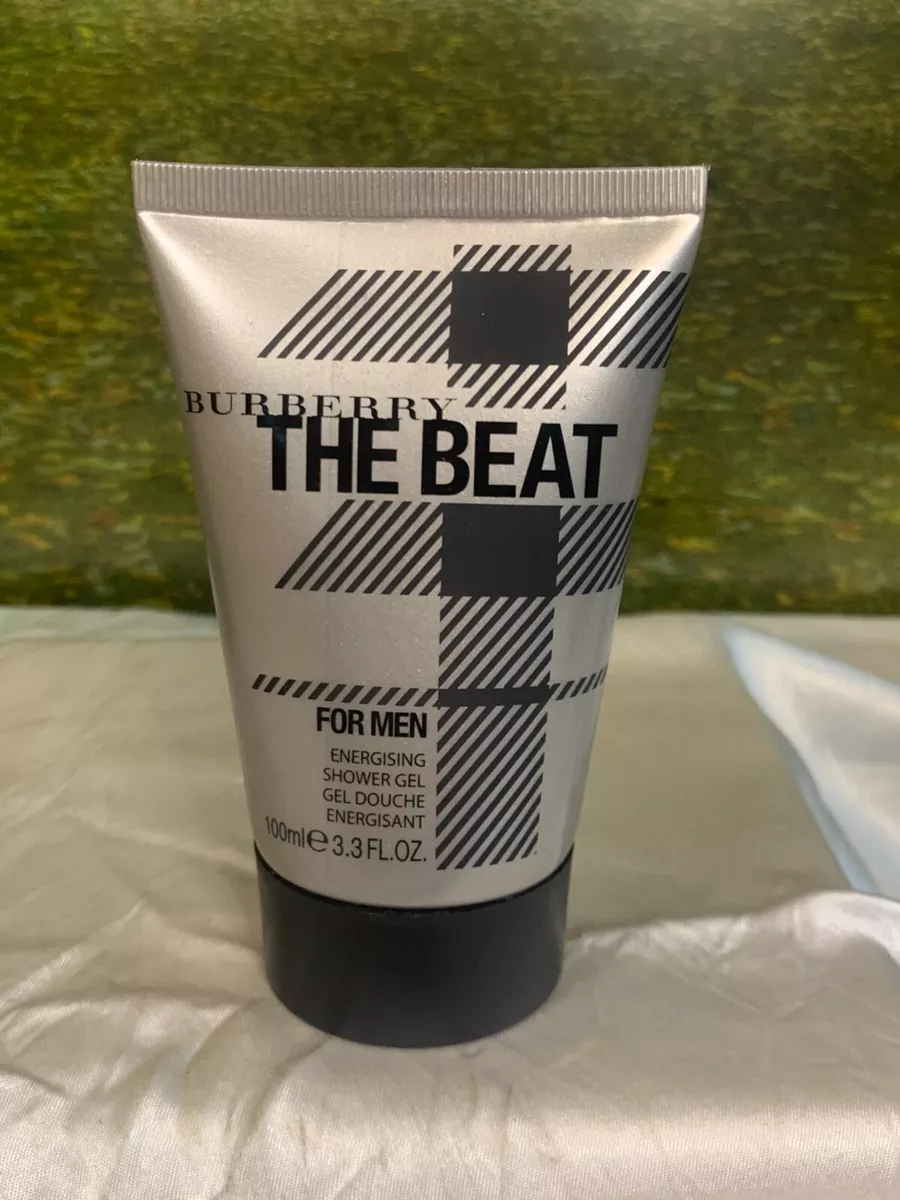 BURBERRY
THE BEAT
FOR MEN
ENERGISING
SHOWER GEL
GEL DOUCHE
ENERGISANT
100ml℮ 3.3 FL.OZ.